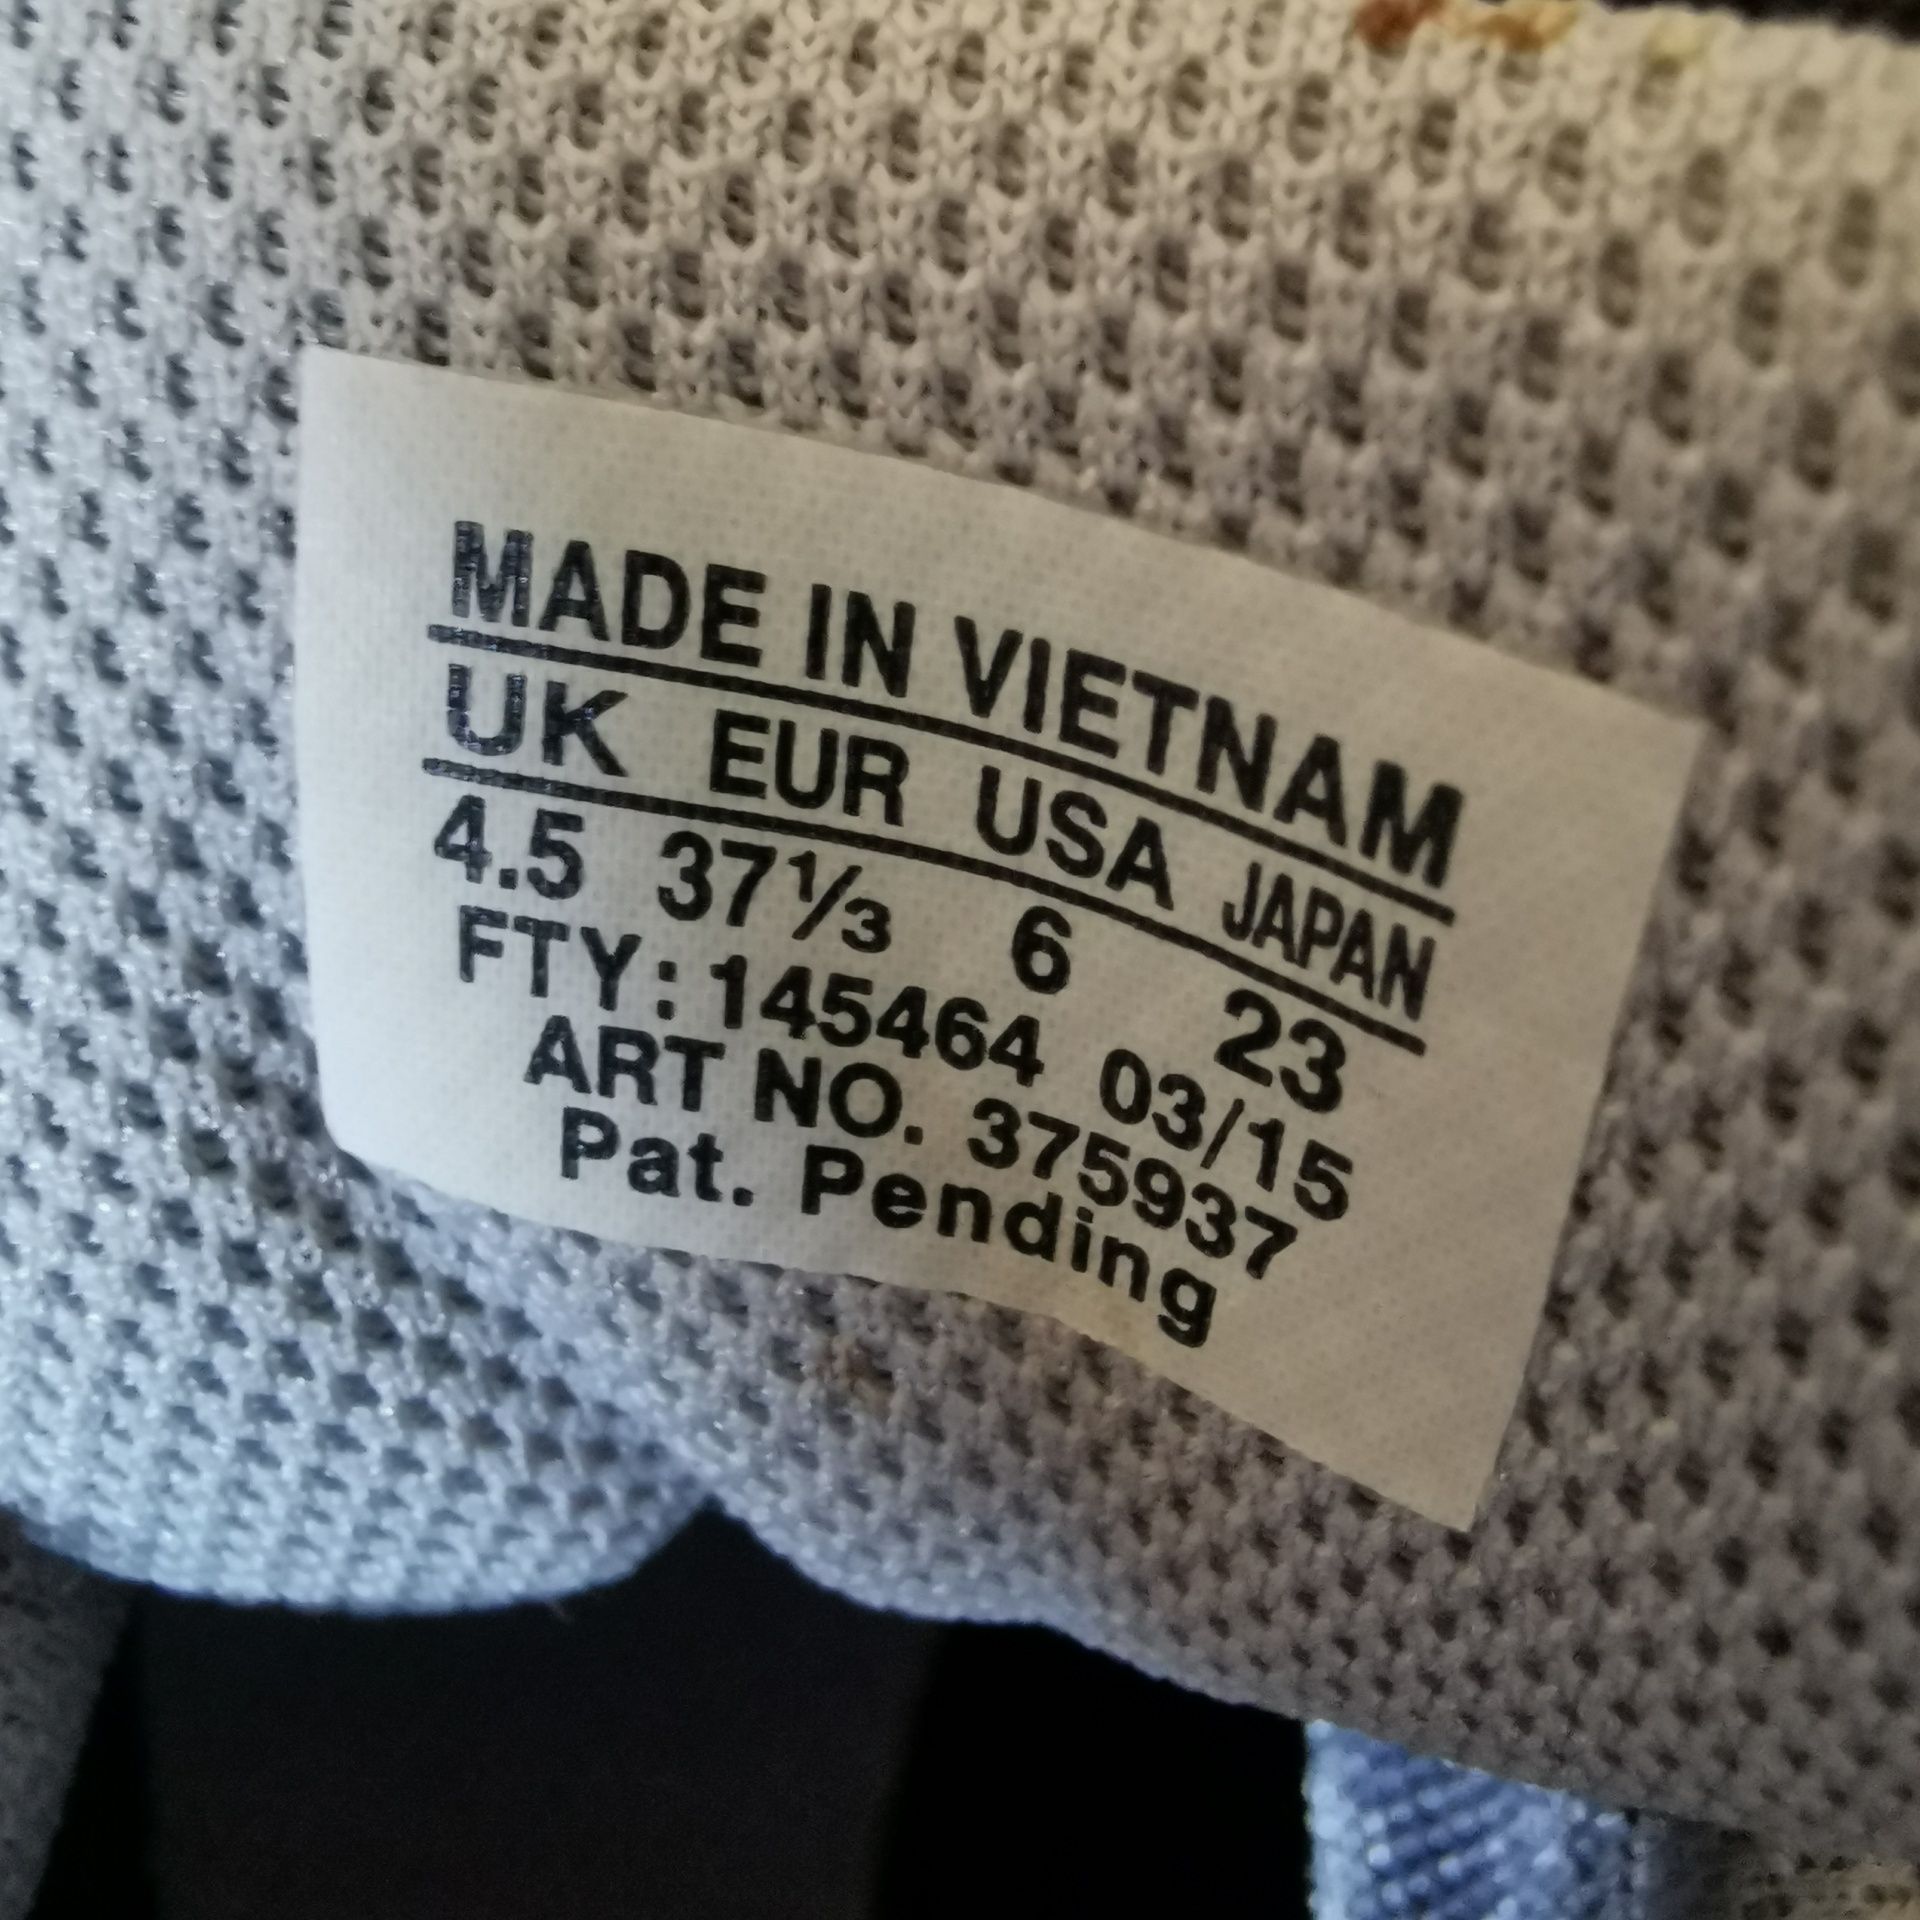 MADE IN VIETNAM
UK EUR USA JAPAN
4.5 37⅓ 6 23
FTY: 145464 03/15
ART NO. 375937
Pat. Pending